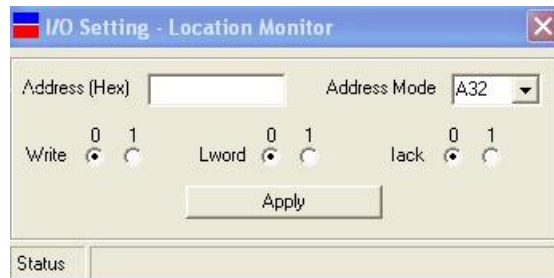 I/O Setting - Location Monitor
Address (Hex) Address Mode A32
0 1 0 1 0 1
Write Lword Iack
Apply
Status